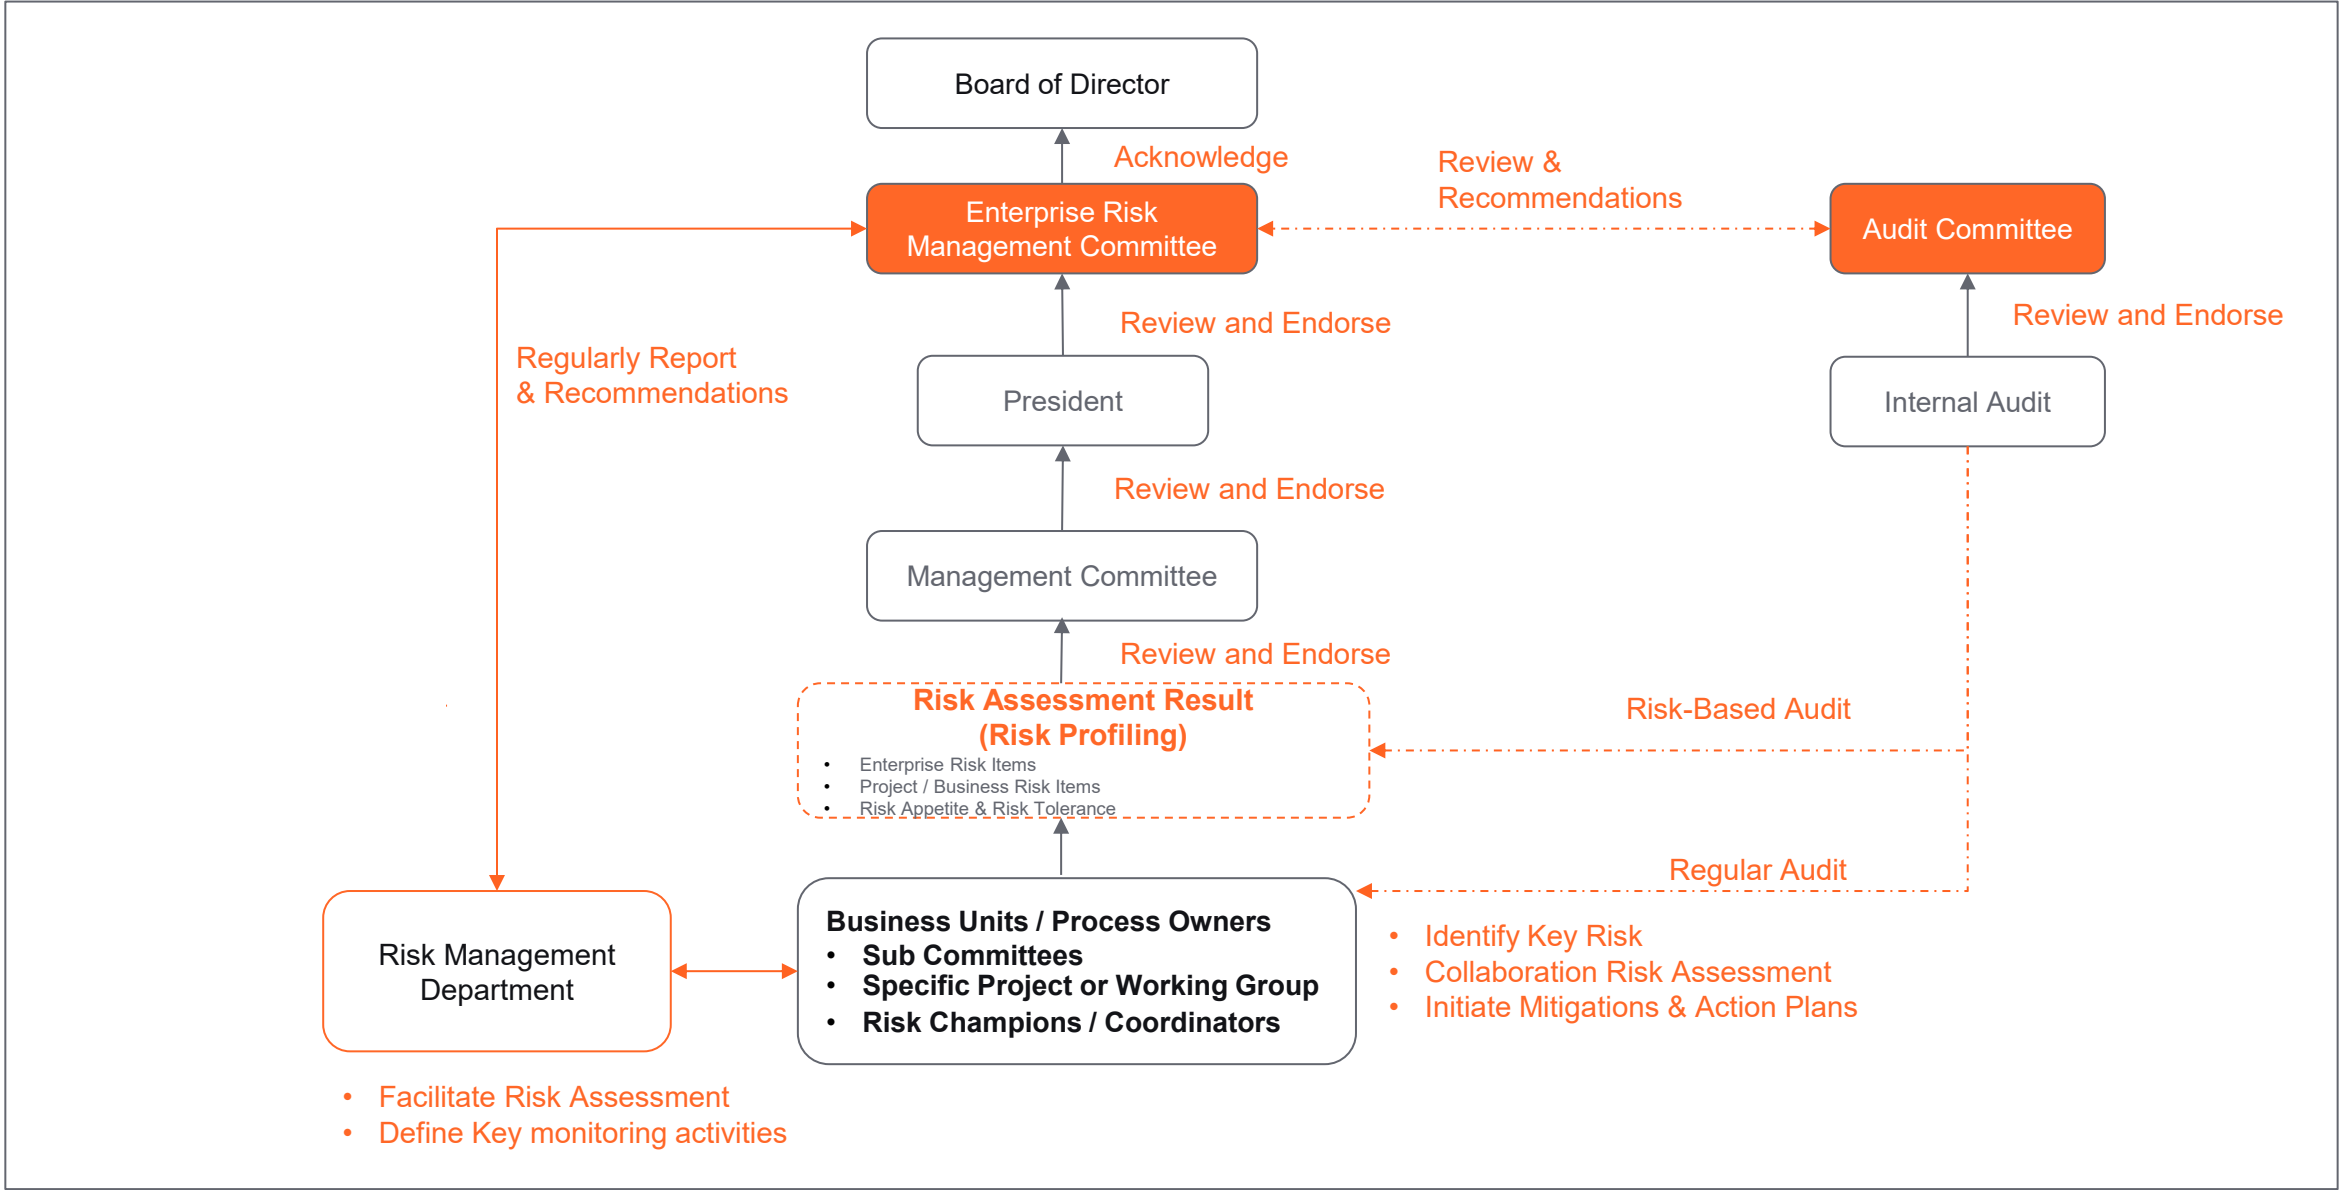 Board of Director
Acknowledge
Review &
Recommendations
Enterprise Risk
Management Committee
Audit Committee
Review and Endorse
Review and Endorse
Regularly Report
& Recommendations
President
Internal Audit
Review and Endorse
Management Committee
Review and Endorse
Risk Assessment Result
(Risk Profiling)
• Enterprise Risk Items
• Project / Business Risk Items
• Risk Appetite & Risk Tolerance
Risk-Based Audit
Regular Audit
Risk Management
Department
Business Units / Process Owners
• Sub Committees
• Specific Project or Working Group
• Risk Champions / Coordinators
• Identify Key Risk
• Collaboration Risk Assessment
• Initiate Mitigations & Action Plans
• Facilitate Risk Assessment
• Define Key monitoring activities